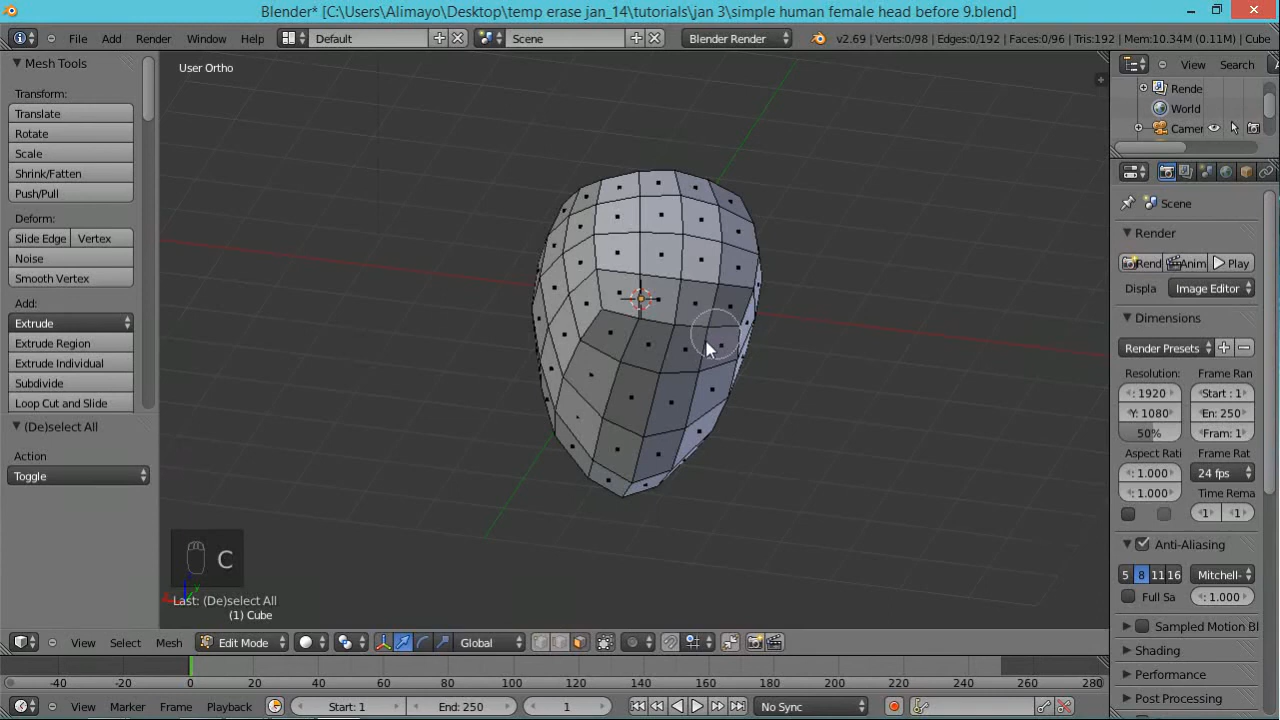 Blender* [C:\Users\Alimayo\Desktop\temp erase jan_14\tutorials\jan 3\simple human female head before 9.blend]
File Add Render Window Help Default Scene Blender Render v2.69 | Verts:0/98 | Edges:0/192 | Faces:0/96 | Tris:192 | Mem:10.34M (0.11M) | Cube
Mesh Tools
Transform:
Translate
Rotate
Scale
Shrink/Fatten
Push/Pull
Deform:
Slide Edge Vertex
Noise
Smooth Vertex
Add:
Extrude
Extrude Region
Extrude Individual
Subdivide
Loop Cut and Slide
(De)select All
Action
Toggle
User Ortho
C
Last: (De)select All
(1) Cube
View Search
Rende
World
Camer
Scene
Render
Rend Anim Play
Displa Image Editor
Dimensions
Render Presets
Resolution: Frame Ran
: 1920 Start : 1
Y: 1080 En: 250
50% Fram: 1
Aspect Rati Frame Rat
: 1.000 24 fps
: 1.000 Time Rema
1 1
Anti-Aliasing
5 8 11 16 Mitchell-
Full Sa : 1.000
Sampled Motion Bl
Shading
Performance
Post Processing
View Select Mesh Edit Mode Global
-40 -20 0 20 40 60 80 100 120 140 160 180 200 220 240 260 280
View Marker Frame Playback Start: 1 End: 250 1 No Sync